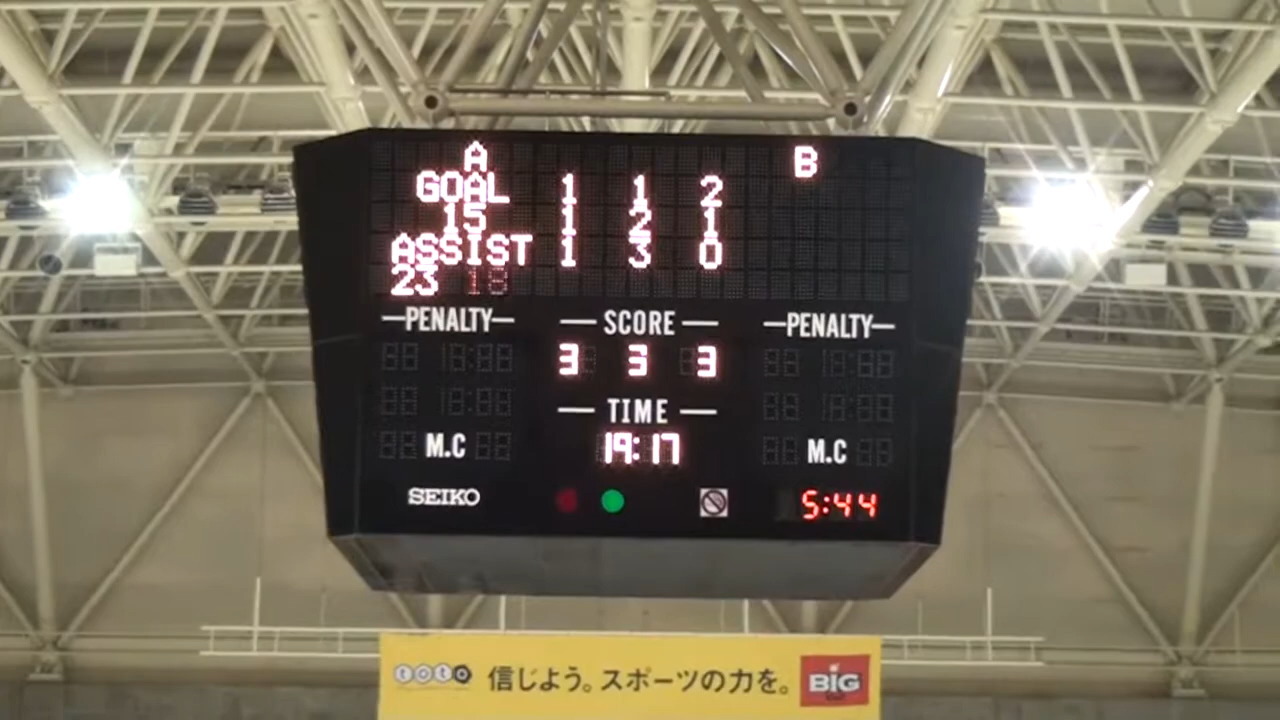 A B
GOAL 1 1 2
15 1 2 1
ASSIST 1 3 0
23 18
PENALTY SCORE PENALTY
3 3 3
TIME
M.C 19:17 M.C
SEIKO 5:44
toto 信じよう。スポーツの力を。 BIG